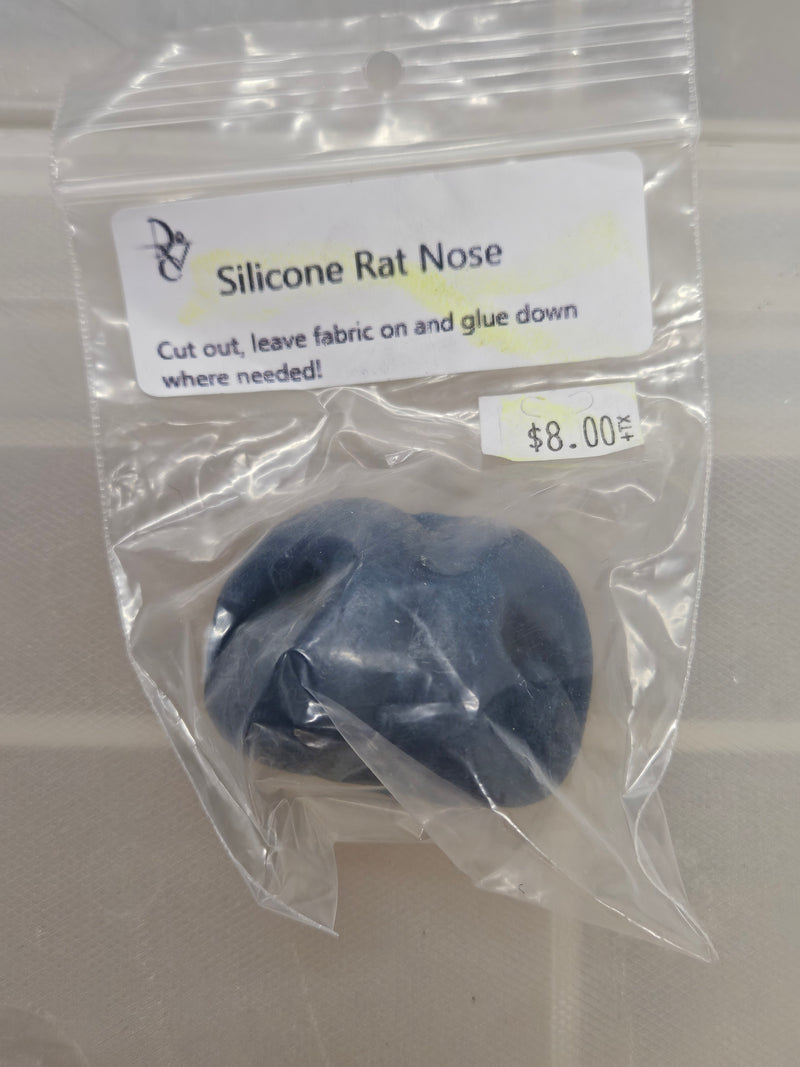 Silicone Rat Nose
Cut out, leave fabric on and glue down
where needed!
$8.00+TX